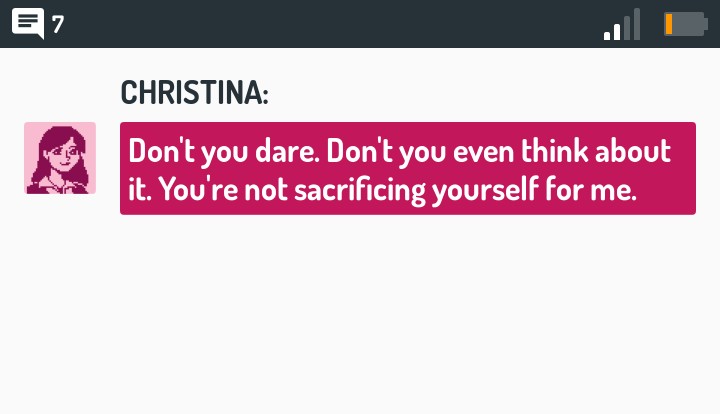 7
CHRISTINA:
Don't you dare. Don't you even think about
it. You're not sacrificing yourself for me.